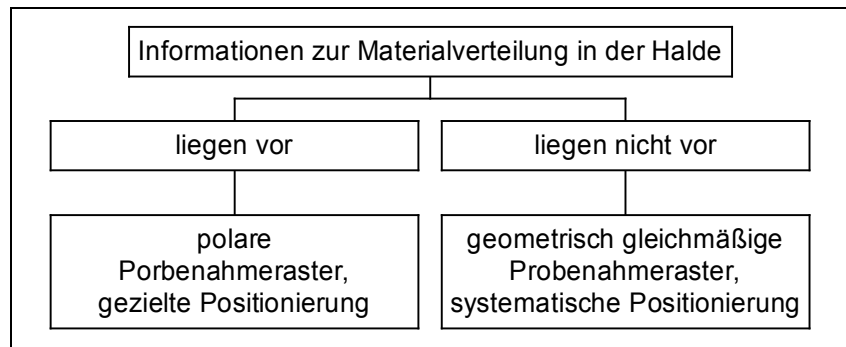 Informationen zur Materialverteilung in der Halde
liegen vor
liegen nicht vor
polare
Porbenahmeraster,
gezielte Positionierung
geometrisch gleichmäßige
Probenahmeraster,
systematische Positionierung